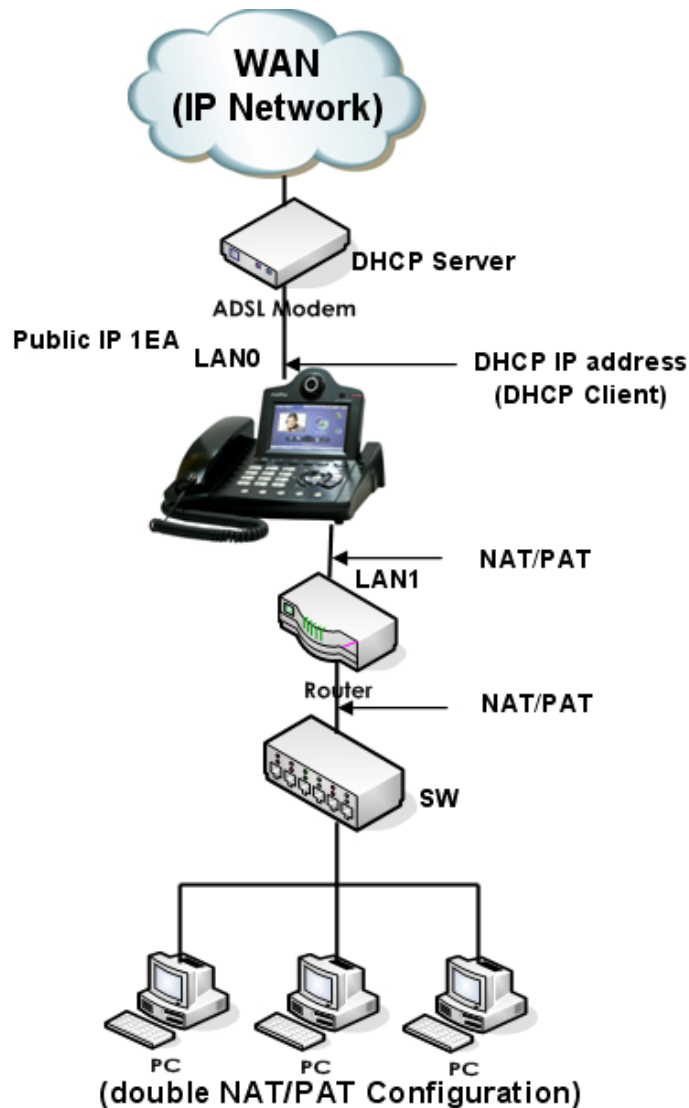 WAN
(IP Network)
DHCP Server
ADSL Modem
Public IP 1EA
LAN0
DHCP IP address
(DHCP Client)
NAT/PAT
LAN1
Router
NAT/PAT
SW
PC
PC
PC
(double NAT/PAT Configuration)